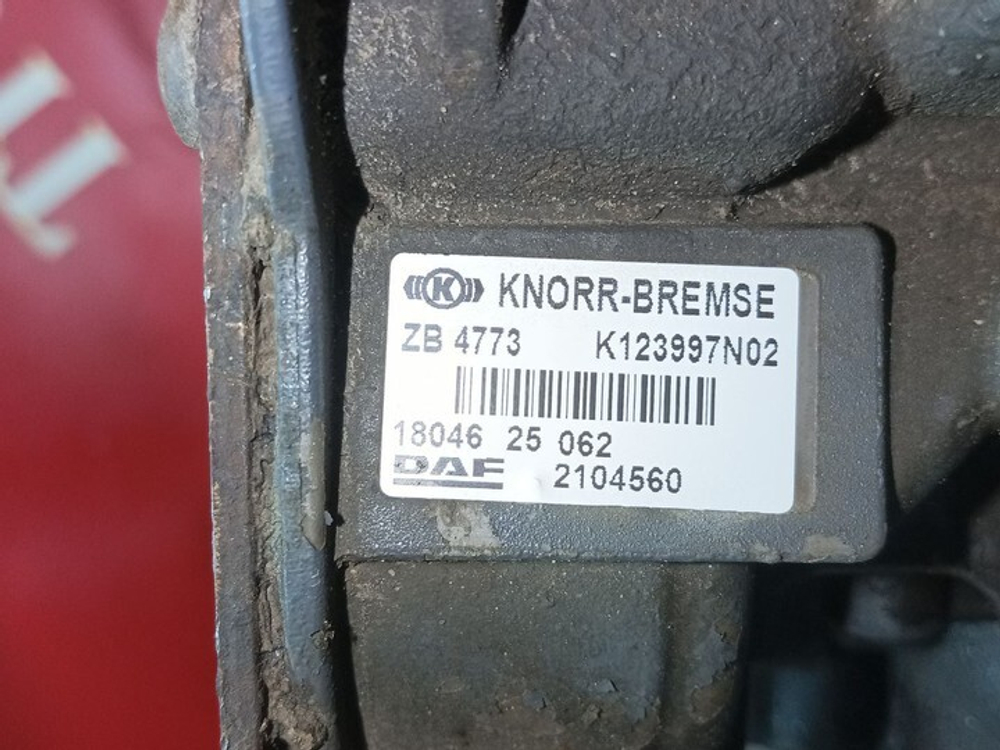 K KNORR-BREMSE
ZB 4773 K123997N02
18046 25 062
DAF 2104560